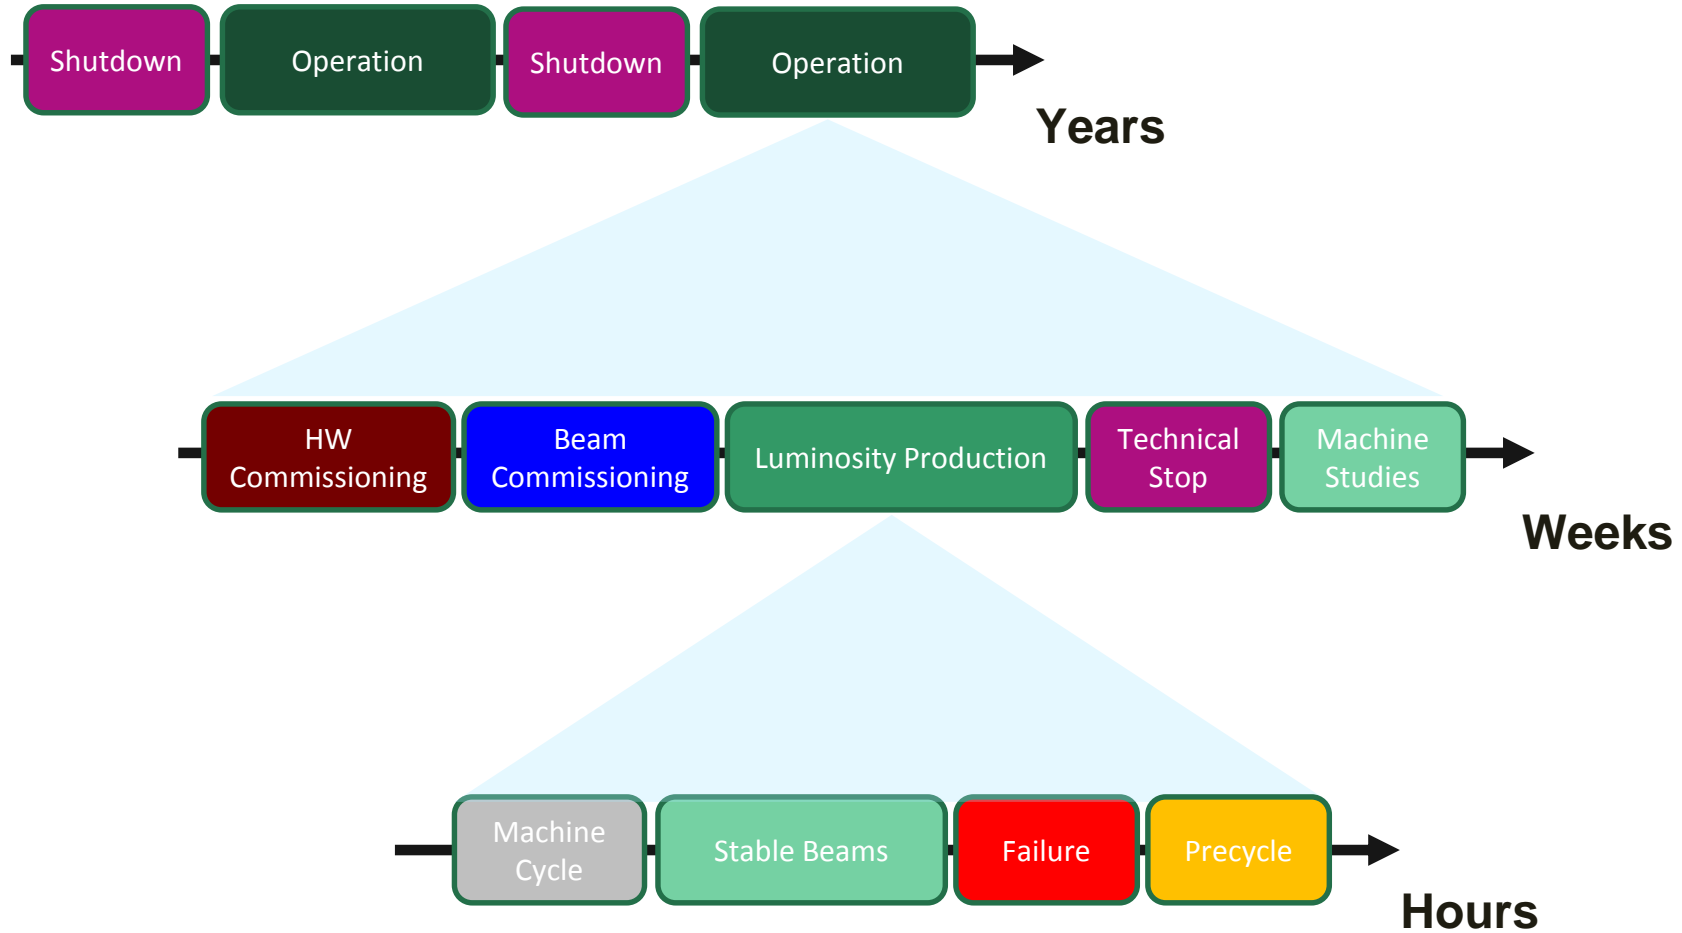 Shutdown
Operation
Shutdown
Operation
Years
HW
Commissioning
Beam
Commissioning
Luminosity Production
Technical
Stop
Machine
Studies
Weeks
Machine
Cycle
Stable Beams
Failure
Precycle
Hours